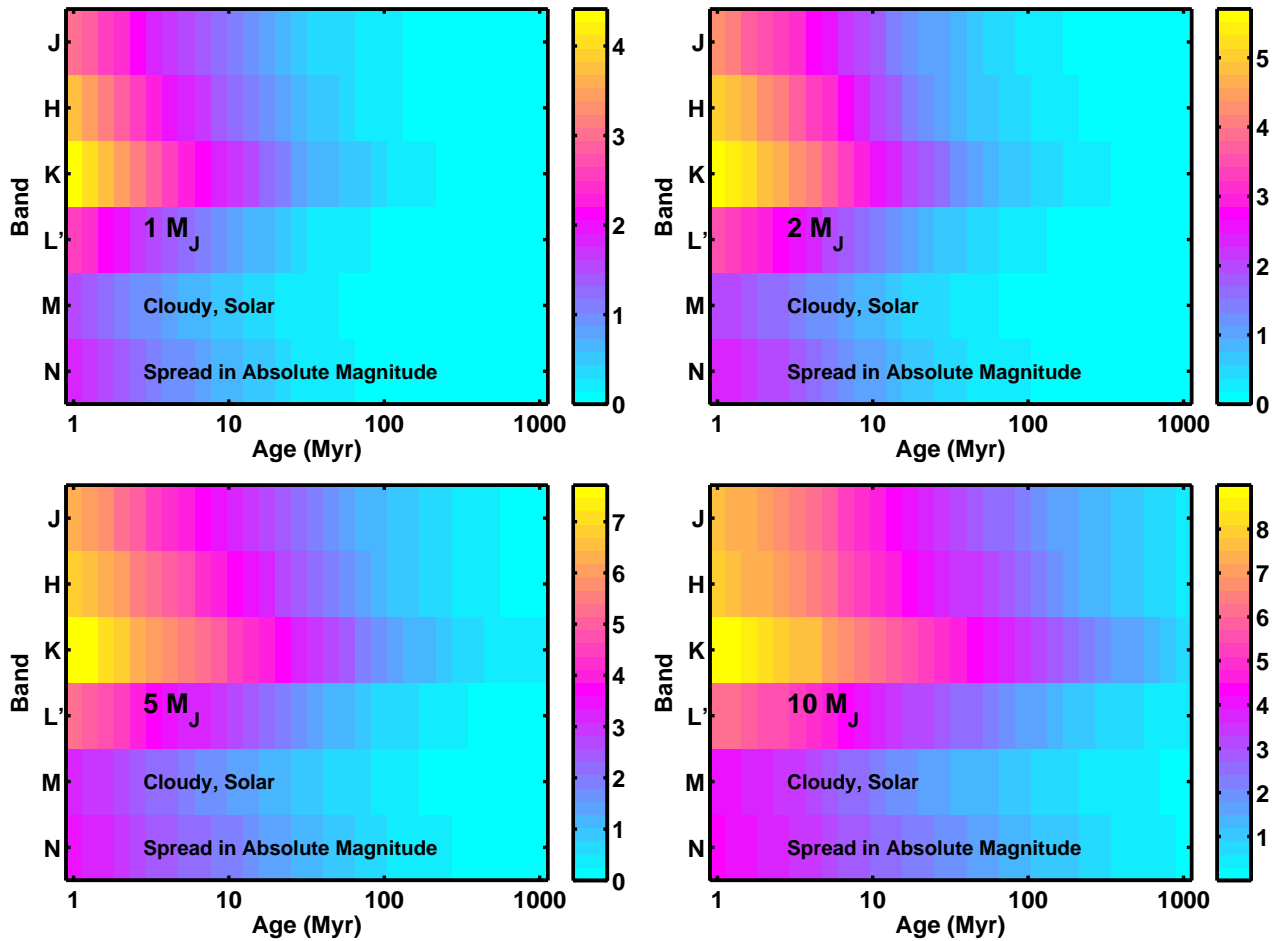 J
H
K
L'
M
N
Band
1 M_J
Cloudy, Solar
Spread in Absolute Magnitude
1 10 100 1000
Age (Myr)
4
3
2
1
0
J
H
K
L'
M
N
Band
2 M_J
Cloudy, Solar
Spread in Absolute Magnitude
1 10 100 1000
Age (Myr)
5
4
3
2
1
0
J
H
K
L'
M
N
Band
5 M_J
Cloudy, Solar
Spread in Absolute Magnitude
1 10 100 1000
Age (Myr)
7
6
5
4
3
2
1
0
J
H
K
L'
M
N
Band
10 M_J
Cloudy, Solar
Spread in Absolute Magnitude
1 10 100 1000
Age (Myr)
8
7
6
5
4
3
2
1